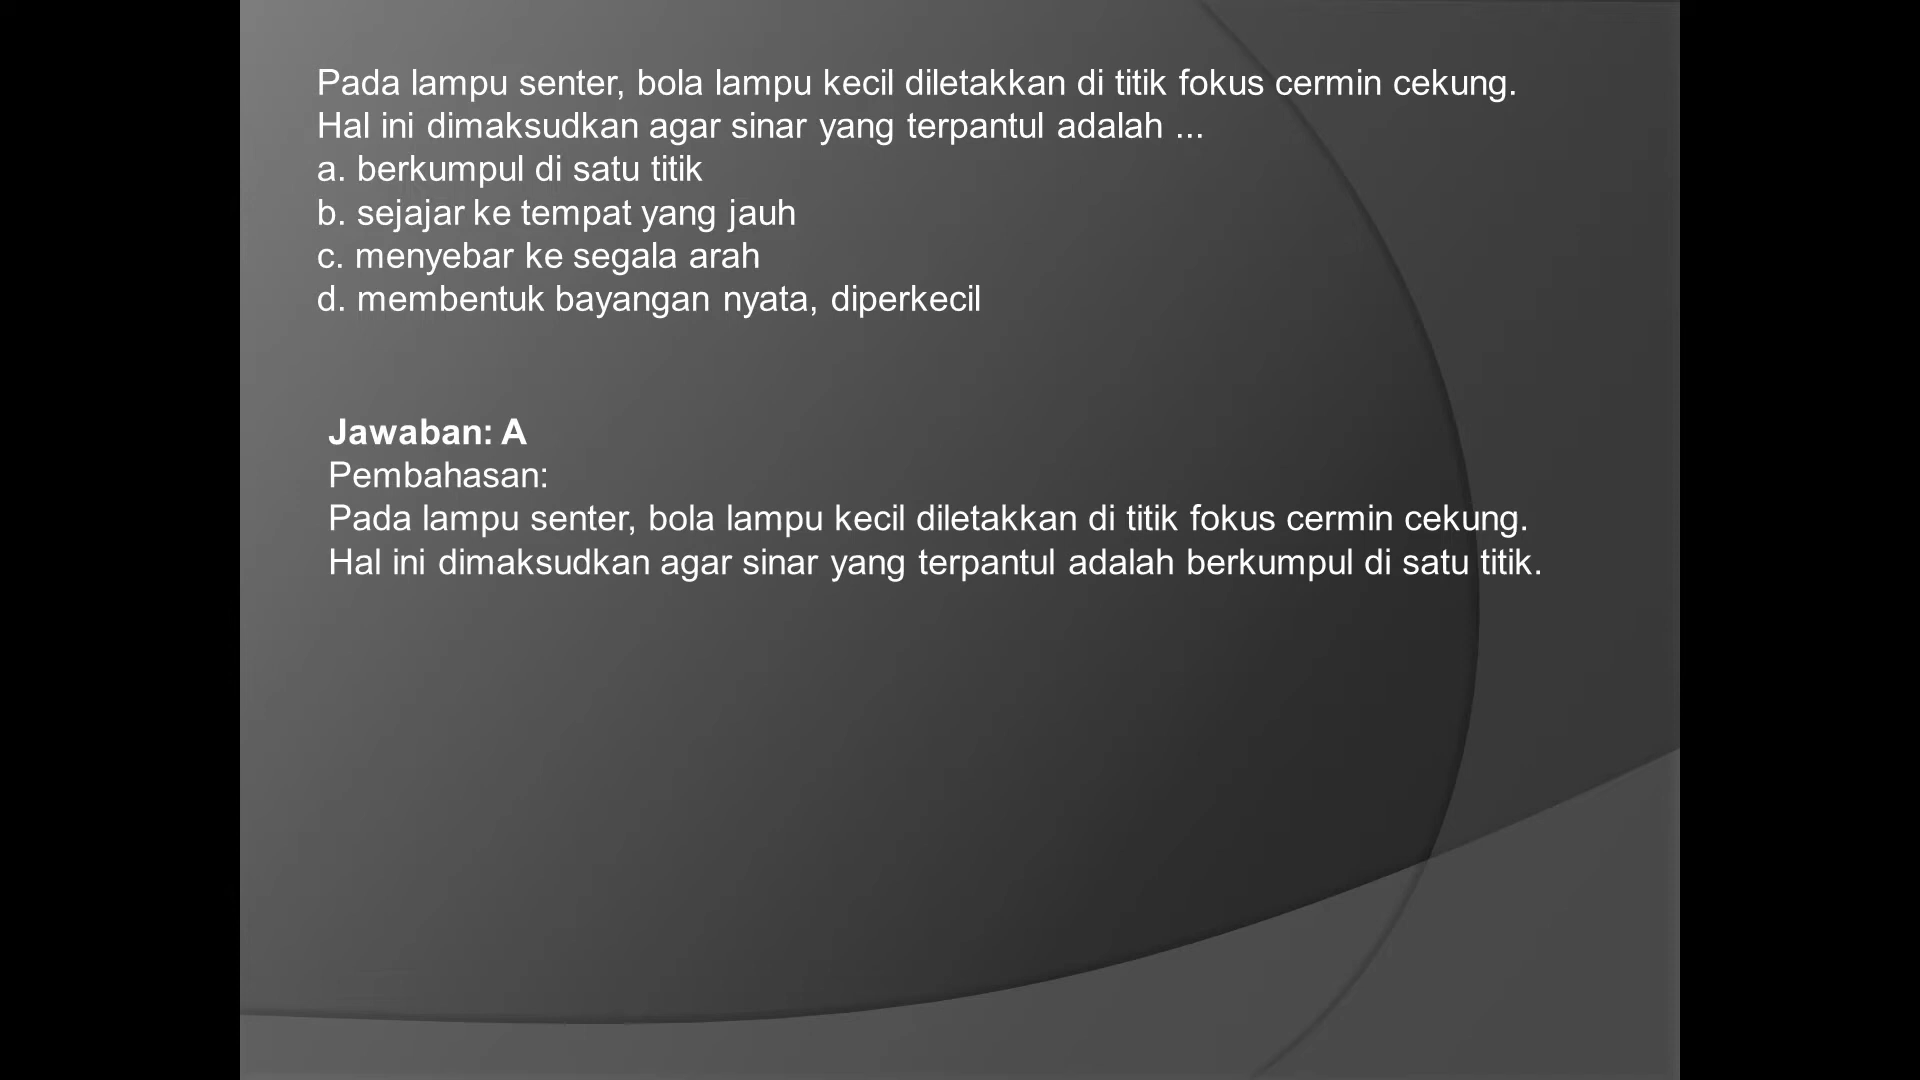 Pada lampu senter, bola lampu kecil diletakkan di titik fokus cermin cekung.
Hal ini dimaksudkan agar sinar yang terpantul adalah ...
a. berkumpul di satu titik
b. sejajar ke tempat yang jauh
c. menyebar ke segala arah
d. membentuk bayangan nyata, diperkecil
Jawaban: A
Pembahasan:
Pada lampu senter, bola lampu kecil diletakkan di titik fokus cermin cekung.
Hal ini dimaksudkan agar sinar yang terpantul adalah berkumpul di satu titik.